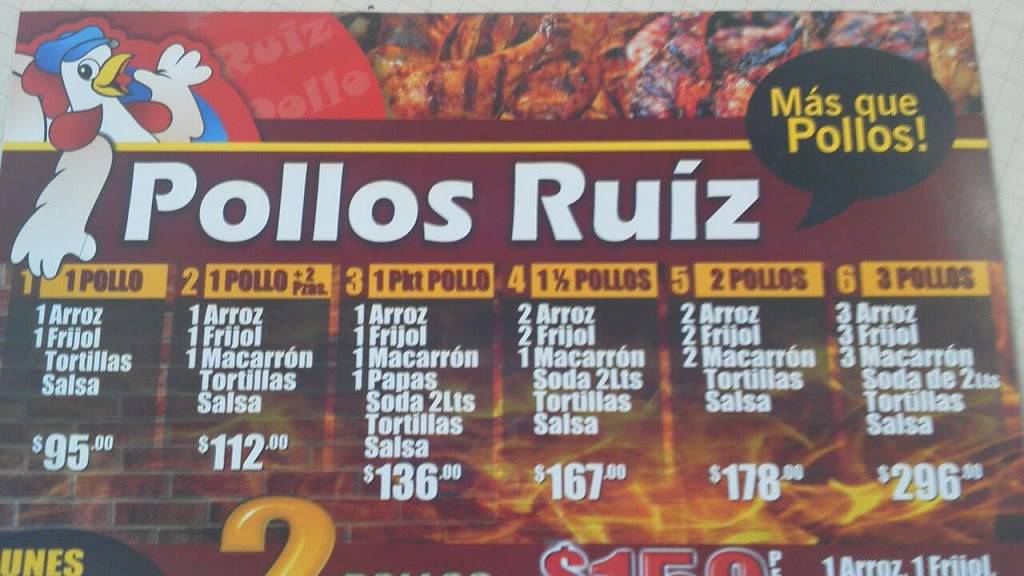 Ruíz
Pollo
Más que
Pollos!
Pollos Ruíz
1 1 POLLO
1 Arroz
1 Frijol
Tortillas
Salsa
$95.00
2 1 POLLO +2 Pzas.
1 Arroz
1 Frijol
1 Macarrón
Tortillas
Salsa
$112.00
3 1 Pkt POLLO
1 Arroz
1 Frijol
1 Macarrón
1 Papas
Soda 2Lts
Tortillas
Salsa
$136.00
4 1 ½ POLLOS
2 Arroz
2 Frijol
1 Macarrón
Soda 2Lts
Tortillas
Salsa
$167.00
5 2 POLLOS
2 Arroz
2 Frijol
2 Macarrón
Tortillas
Salsa
$178.00
6 3 POLLOS
3 Arroz
3 Frijol
3 Macarrón
Soda de 2Lts
Tortillas
Salsa
$296.00
UNES
2
POLLOS
1 Arroz, 1 Frijol,